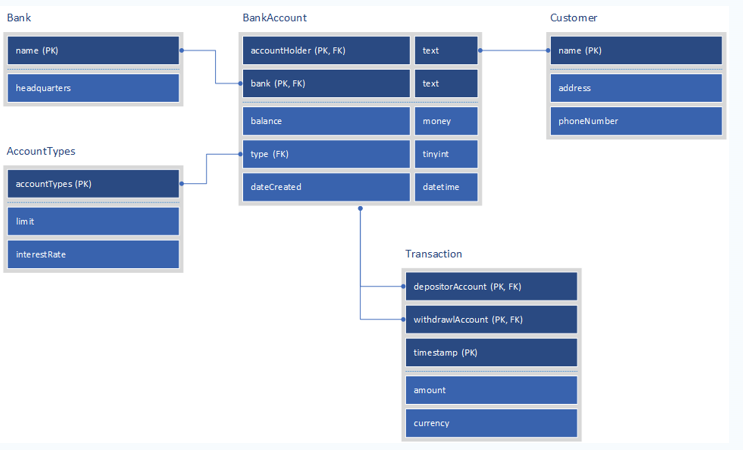 Bank
name (PK)
headquarters
AccountTypes
accountTypes (PK)
limit
interestRate
BankAccount
accountHolder (PK, FK) text
bank (PK, FK) text
balance money
type (FK) tinyint
dateCreated datetime
Customer
name (PK)
address
phoneNumber
Transaction
depositorAccount (PK, FK)
withdrawlAccount (PK, FK)
timestamp (PK)
amount
currency